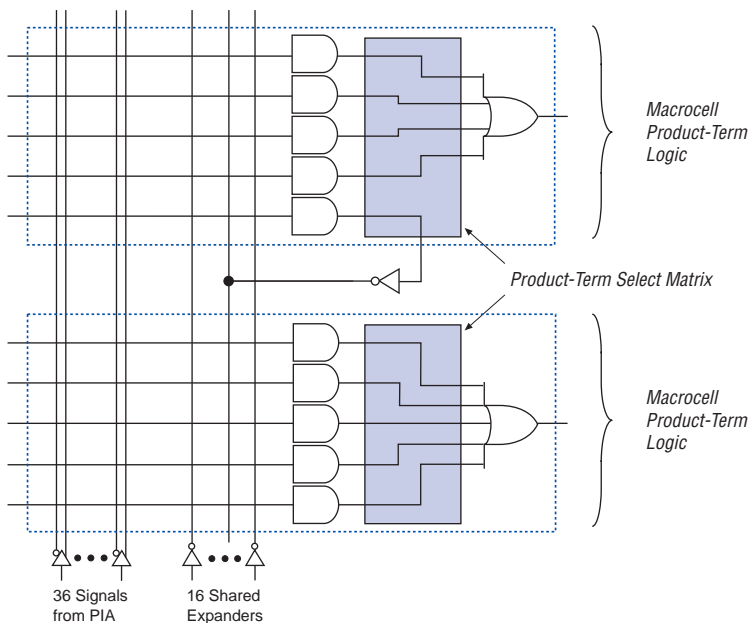 Macrocell
Product-Term
Logic
Product-Term Select Matrix
Macrocell
Product-Term
Logic
36 Signals
from PIA
16 Shared
Expanders